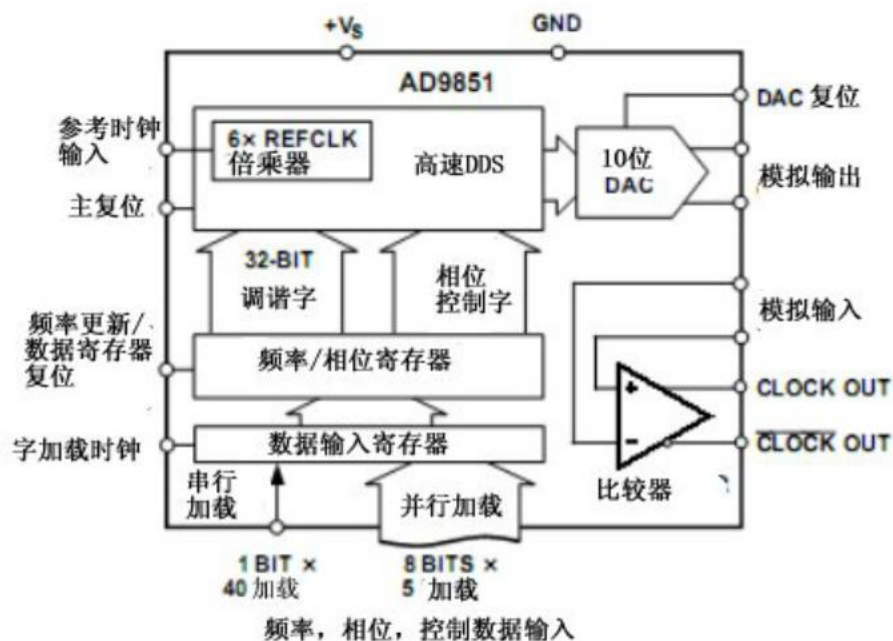 +VS
GND
AD9851
参考时钟
输入
6× REFCLK
倍乘器
高速DDS
10位
DAC
DAC 复位
模拟输出
主复位
32-BIT
调谐字
相位
控制字
模拟输入
频率更新/
数据寄存器
复位
频率/相位寄存器
+
CLOCK OUT
字加载时钟
数据输入寄存器
-
CLOCK OUT
串行
加载
并行加载
比较器
1 BIT ×
40 加载
8 BITS ×
5 加载
频率，相位，控制数据输入